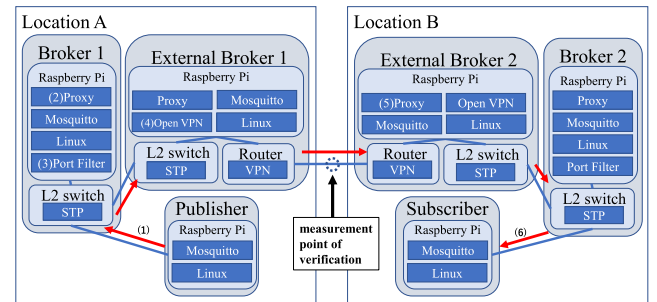 Location A
Broker 1
Raspberry Pi
(2)Proxy
Mosquitto
Linux
(3)Port Filter
L2 switch
STP
External Broker 1
Raspberry Pi
Proxy
Mosquitto
(4)Open VPN
Linux
L2 switch
STP
Router
VPN
(1)
Publisher
Raspberry Pi
Mosquitto
Linux
measurement
point of
verification
Location B
External Broker 2
Raspberry Pi
(5)Proxy
Open VPN
Mosquitto
Linux
Router
VPN
L2 switch
STP
Broker 2
Raspberry Pi
Proxy
Mosquitto
Linux
Port Filter
L2 switch
STP
Subscriber
Raspberry Pi
Mosquitto
Linux
(6)